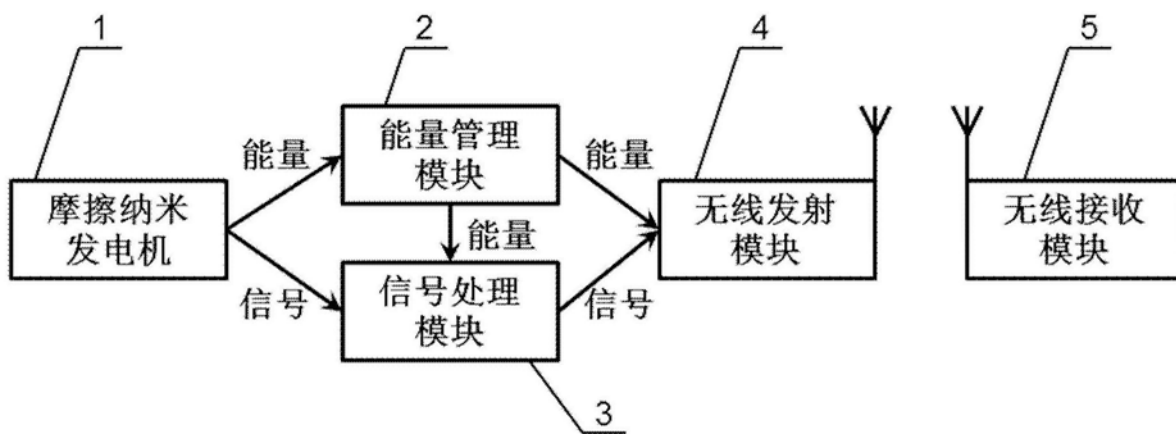 1
2
4
5
能量管理
模块
能量
能量
摩擦纳米
发电机
无线发射
模块
无线接收
模块
能量
信号处理
模块
信号
信号
3